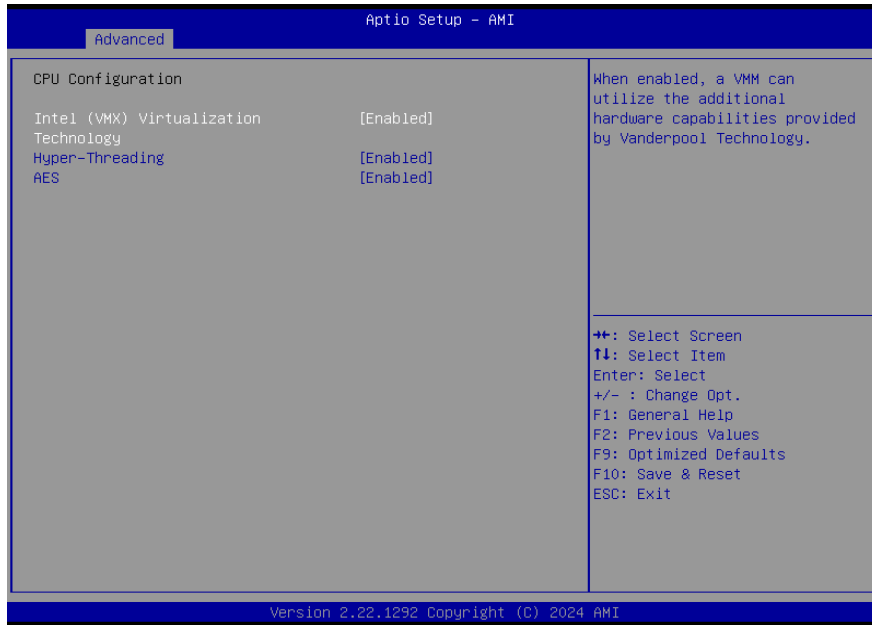 Aptio Setup - AMI
Advanced
CPU Configuration
Intel (VMX) Virtualization [Enabled]
Technology
Hyper-Threading [Enabled]
AES [Enabled]
When enabled, a VMM can
utilize the additional
hardware capabilities provided
by Vanderpool Technology.
→←: Select Screen
↑↓: Select Item
Enter: Select
+/- : Change Opt.
F1: General Help
F2: Previous Values
F9: Optimized Defaults
F10: Save & Reset
ESC: Exit
Version 2.22.1292 Copyright (C) 2024 AMI